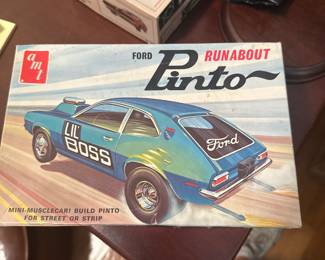 amt
FORD
RUNABOUT
Pinto
LIL'
BOSS
Ford
MINI-MUSCLECAR! BUILD PINTO
FOR STREET OR STRIP